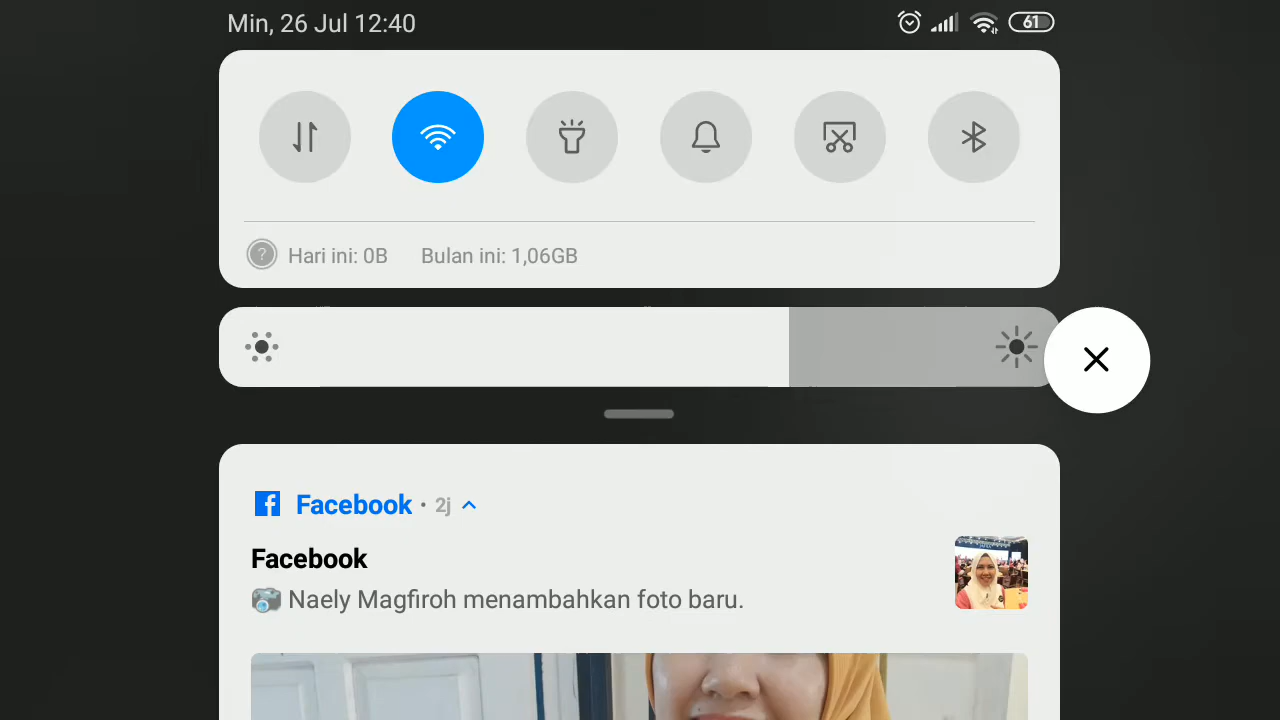 Min, 26 Jul 12:40
61
Hari ini: 0B Bulan ini: 1,06GB
Facebook · 2j
Facebook
📷 Naely Magfiroh menambahkan foto baru.